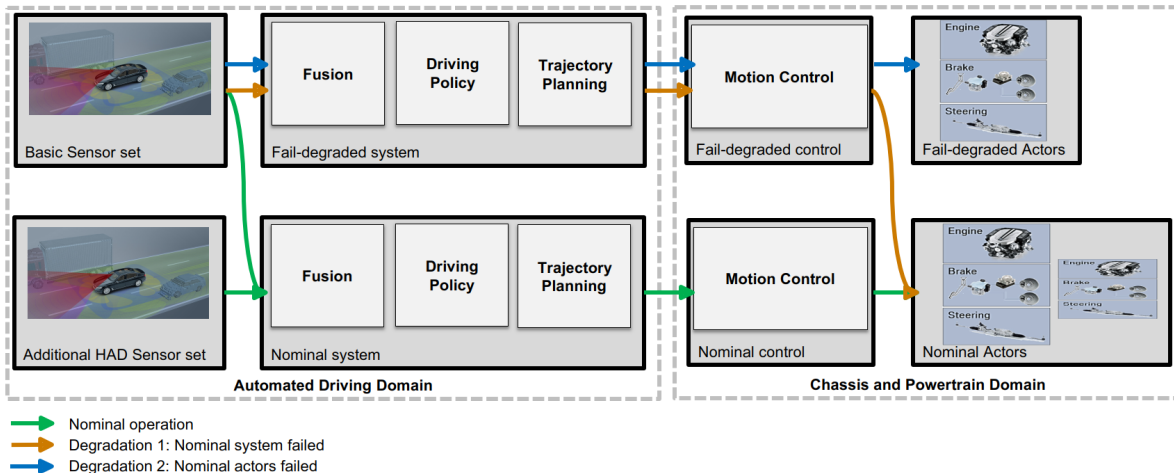 Fusion
Driving
Policy
Trajectory
Planning
Motion Control
Engine
Brake
Steering
Basic Sensor set
Fail-degraded system
Fail-degraded control
Fail-degraded Actors
Fusion
Driving
Policy
Trajectory
Planning
Motion Control
Engine
Brake
Steering
Engine
Brake
Steering
Additional HAD Sensor set
Nominal system
Nominal control
Nominal Actors
Automated Driving Domain
Chassis and Powertrain Domain
Nominal operation
Degradation 1: Nominal system failed
Degradation 2: Nominal actors failed